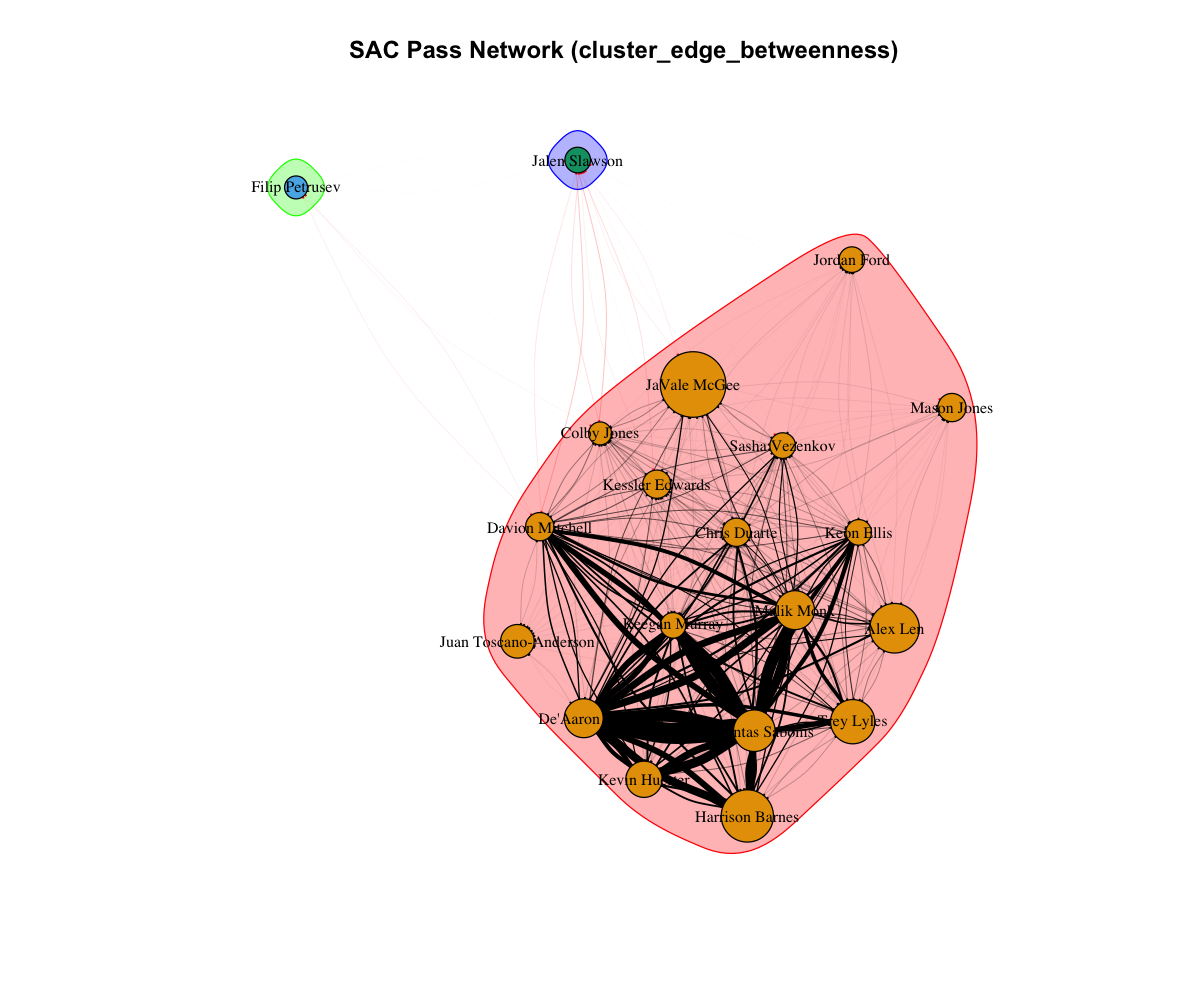 SAC Pass Network (cluster_edge_betweenness)
Jalen Slawson
Filip Petrusev
Jordan Ford
JaVale McGee
Mason Jones
Colby Jones
Sasha Vezenkov
Kessler Edwards
Davion Mitchell
Chris Duarte
Keon Ellis
Malik Monk
Keegan Murray
Alex Len
Juan Toscano-Anderson
De'Aaron
Trey Lyles
Sabonis
Kevin Huerter
Harrison Barnes